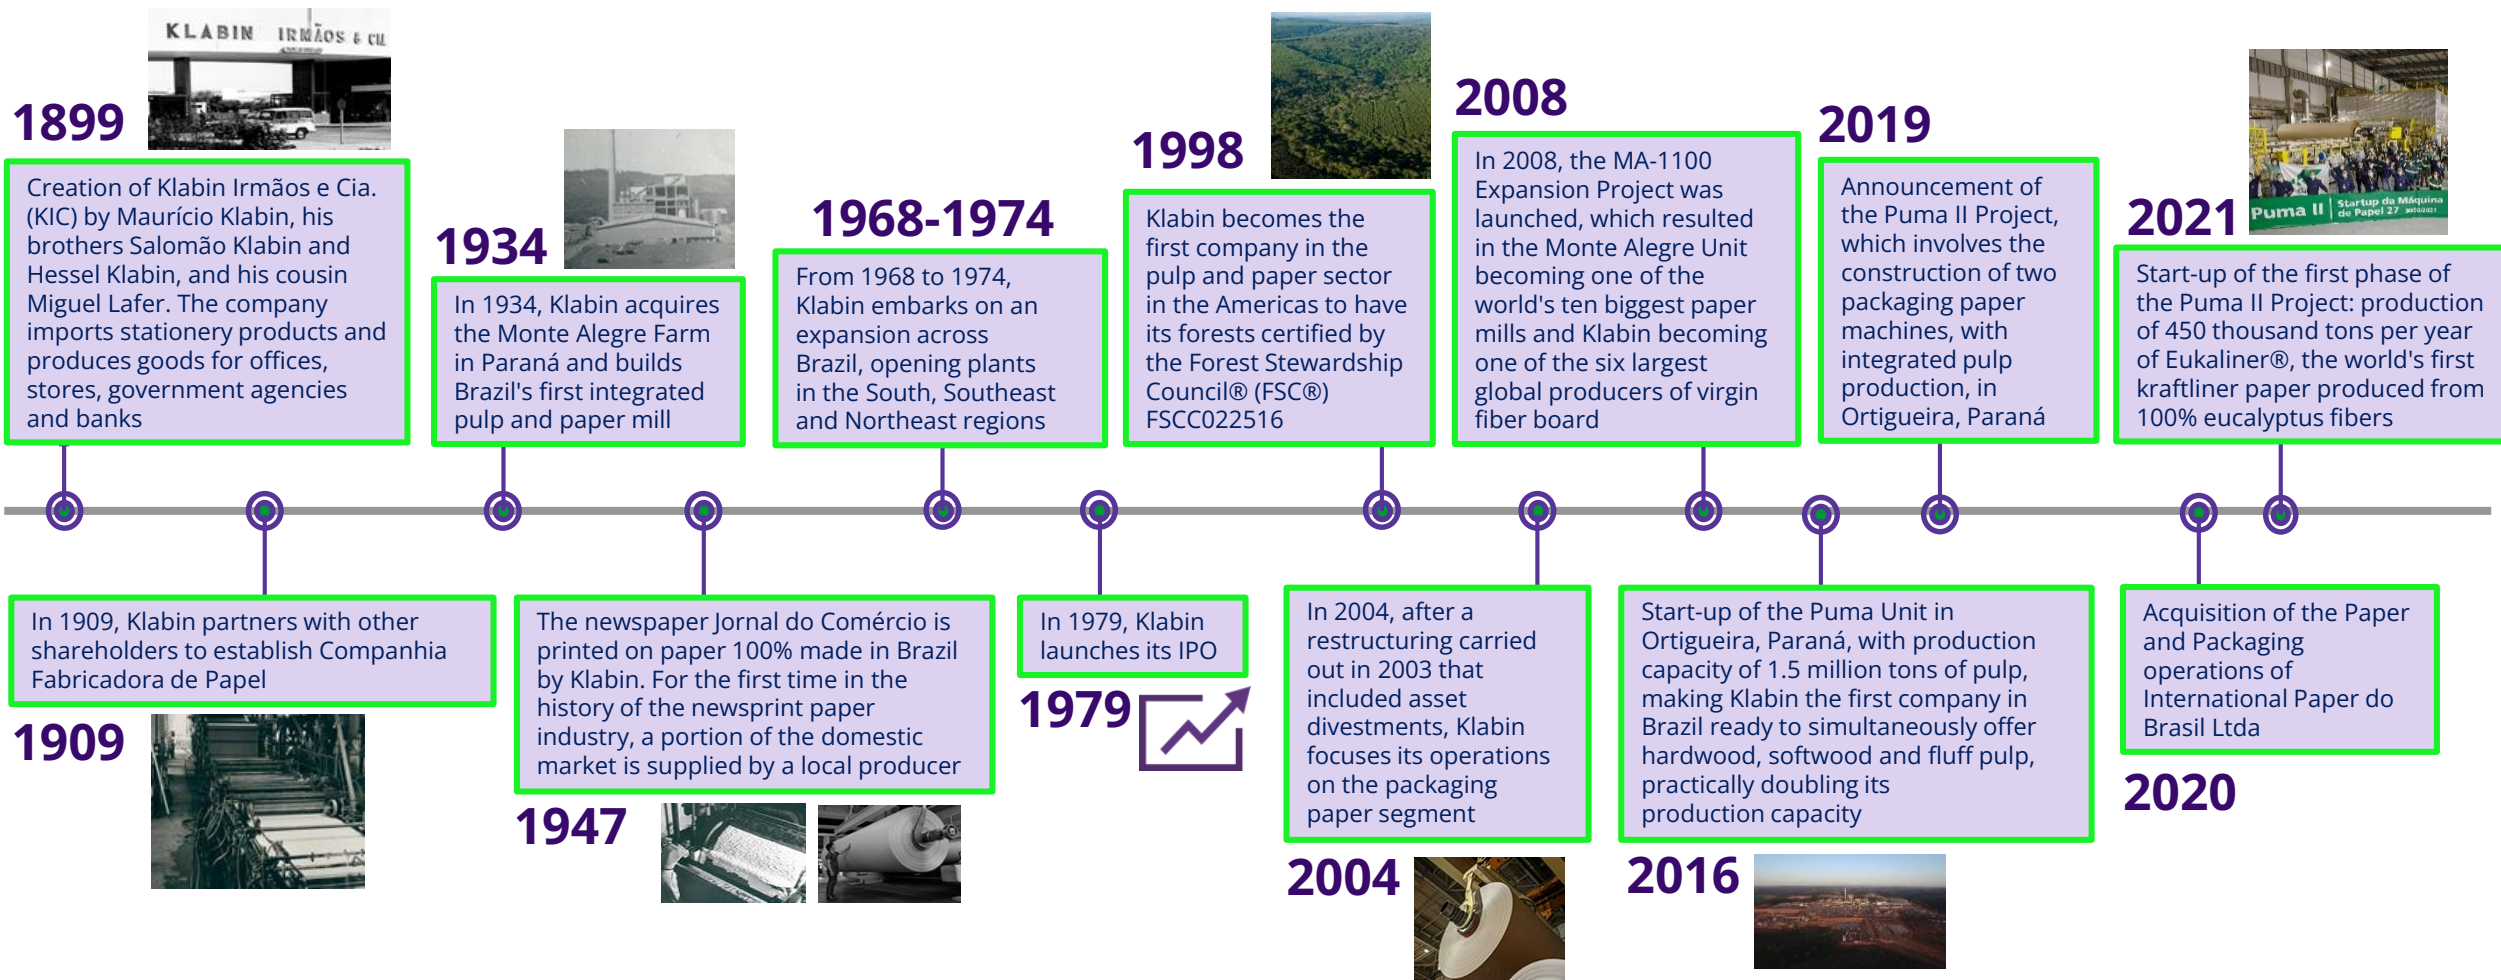 KLABIN IRMÃOS & CIA
1899
Creation of Klabin Irmãos e Cia.
(KIC) by Maurício Klabin, his
brothers Salomão Klabin and
Hessel Klabin, and his cousin
Miguel Lafer. The company
imports stationery products and
produces goods for offices,
stores, government agencies
and banks
In 1909, Klabin partners with other
shareholders to establish Companhia
Fabricadora de Papel
1909
1934
In 1934, Klabin acquires
the Monte Alegre Farm
in Paraná and builds
Brazil's first integrated
pulp and paper mill
The newspaper Jornal do Comércio is
printed on paper 100% made in Brazil
by Klabin. For the first time in the
history of the newsprint paper
industry, a portion of the domestic
market is supplied by a local producer
1947
1968-1974
From 1968 to 1974,
Klabin embarks on an
expansion across
Brazil, opening plants
in the South, Southeast
and Northeast regions
In 1979, Klabin
launches its IPO
1979
1998
Klabin becomes the
first company in the
pulp and paper sector
in the Americas to have
its forests certified by
the Forest Stewardship
Council® (FSC®)
FSCC022516
In 2004, after a
restructuring carried
out in 2003 that
included asset
divestments, Klabin
focuses its operations
on the packaging
paper segment
2004
2008
In 2008, the MA-1100
Expansion Project was
launched, which resulted
in the Monte Alegre Unit
becoming one of the
world's ten biggest paper
mills and Klabin becoming
one of the six largest
global producers of virgin
fiber board
Start-up of the Puma Unit in
Ortigueira, Paraná, with production
capacity of 1.5 million tons of pulp,
making Klabin the first company in
Brazil ready to simultaneously offer
hardwood, softwood and fluff pulp,
practically doubling its
production capacity
2016
2019
Announcement of
the Puma II Project,
which involves the
construction of two
packaging paper
machines, with
integrated pulp
production, in
Ortigueira, Paraná
Acquisition of the Paper
and Packaging
operations of
International Paper do
Brasil Ltda
2020
2021
Puma II
Startup da Máquina
de Papel 27
Start-up of the first phase of
the Puma II Project: production
of 450 thousand tons per year
of Eukaliner®, the world's first
kraftliner paper produced from
100% eucalyptus fibers